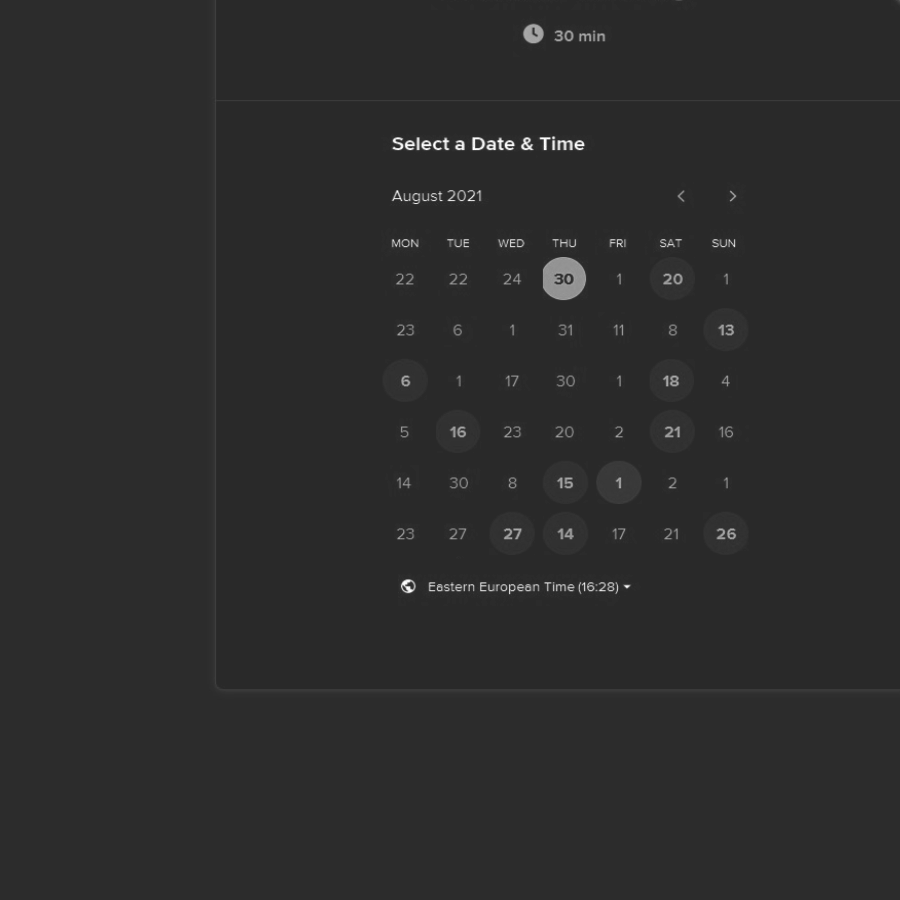 30 min
Select a Date & Time
August 2021
MON TUE WED THU FRI SAT SUN
22 22 24 30 1 20 1
23 6 1 31 11 8 13
6 1 17 30 1 18 4
5 16 23 20 2 21 16
14 30 8 15 1 2 1
23 27 27 14 17 21 26
Eastern European Time (16:28)